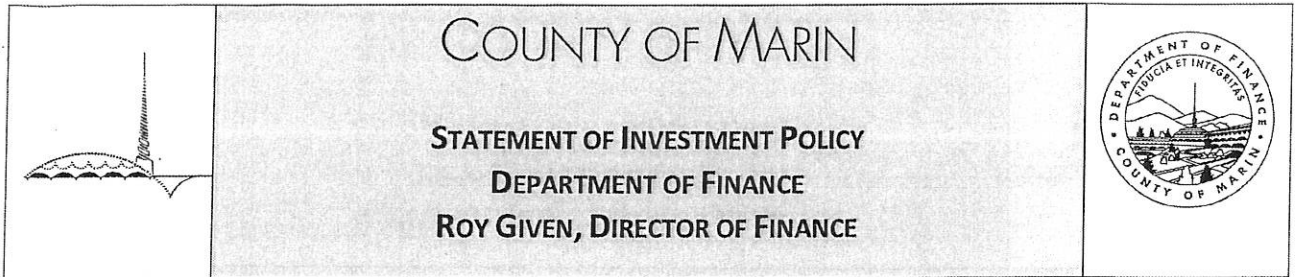 COUNTY OF MARIN
STATEMENT OF INVESTMENT POLICY
DEPARTMENT OF FINANCE
ROY GIVEN, DIRECTOR OF FINANCE
DEPARTMENT OF FINANCE
FIDUCIA ET INTEGRITAS
COUNTY OF MARIN